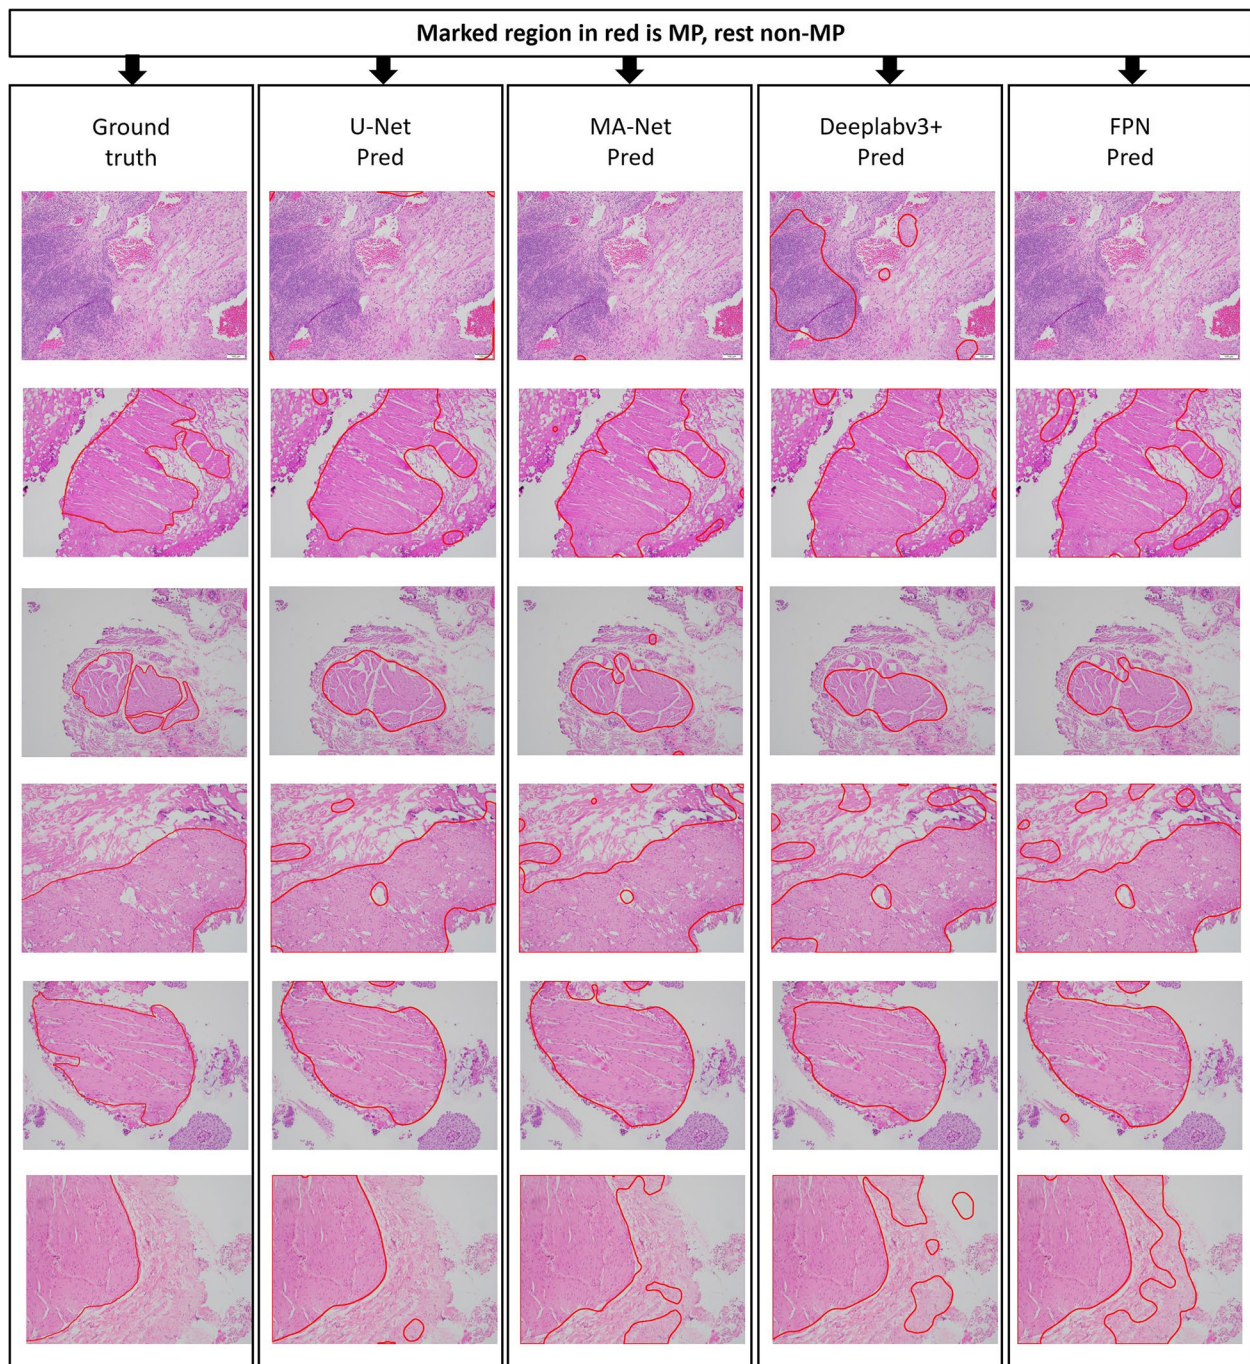 Marked region in red is MP, rest non-MP
Ground
truth
U-Net
Pred
MA-Net
Pred
Deeplabv3+
Pred
FPN
Pred